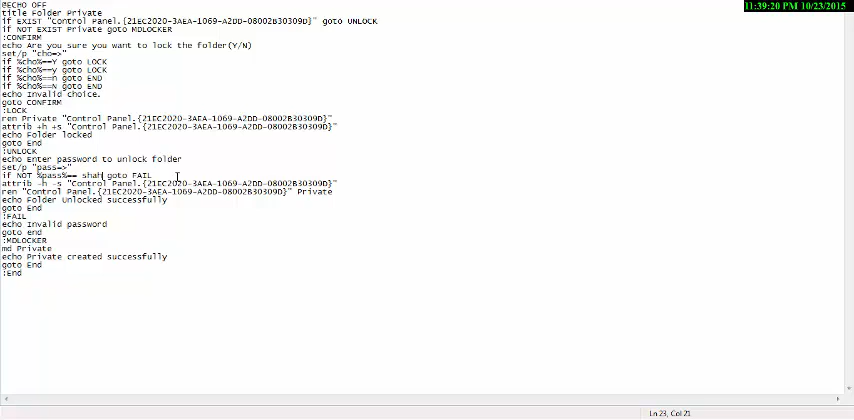 11:39:20 PM 10/23/2015
@ECHO OFF
title Folder Private
if EXIST "Control Panel.{21EC2020-3AEA-1069-A2DD-08002B30309D}" goto UNLOCK
if NOT EXIST Private goto MDLOCKER
:CONFIRM
echo Are you sure you want to lock the folder(Y/N)
set/p "cho=>"
if %cho%==Y goto LOCK
if %cho%==y goto LOCK
if %cho%==n goto END
if %cho%==N goto END
echo Invalid choice.
goto CONFIRM
:LOCK
ren Private "Control Panel.{21EC2020-3AEA-1069-A2DD-08002B30309D}"
attrib +h +s "Control Panel.{21EC2020-3AEA-1069-A2DD-08002B30309D}"
echo Folder locked
goto End
:UNLOCK
echo Enter password to unlock folder
set/p "pass=>"
if NOT %pass%== shah goto FAIL
attrib -h -s "Control Panel.{21EC2020-3AEA-1069-A2DD-08002B30309D}"
ren "Control Panel.{21EC2020-3AEA-1069-A2DD-08002B30309D}" Private
echo Folder Unlocked successfully
goto End
:FAIL
echo Invalid password
goto end
:MDLOCKER
md Private
echo Private created successfully
goto End
:End
Ln 23, Col 21